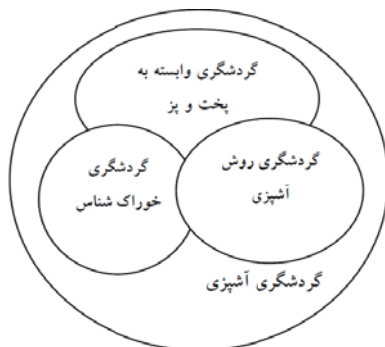 گردشگری وابسته به
پخت و پز
گردشگری روش
آشپزی
گردشگری
خوراک شناس
گردشگری آشپزی